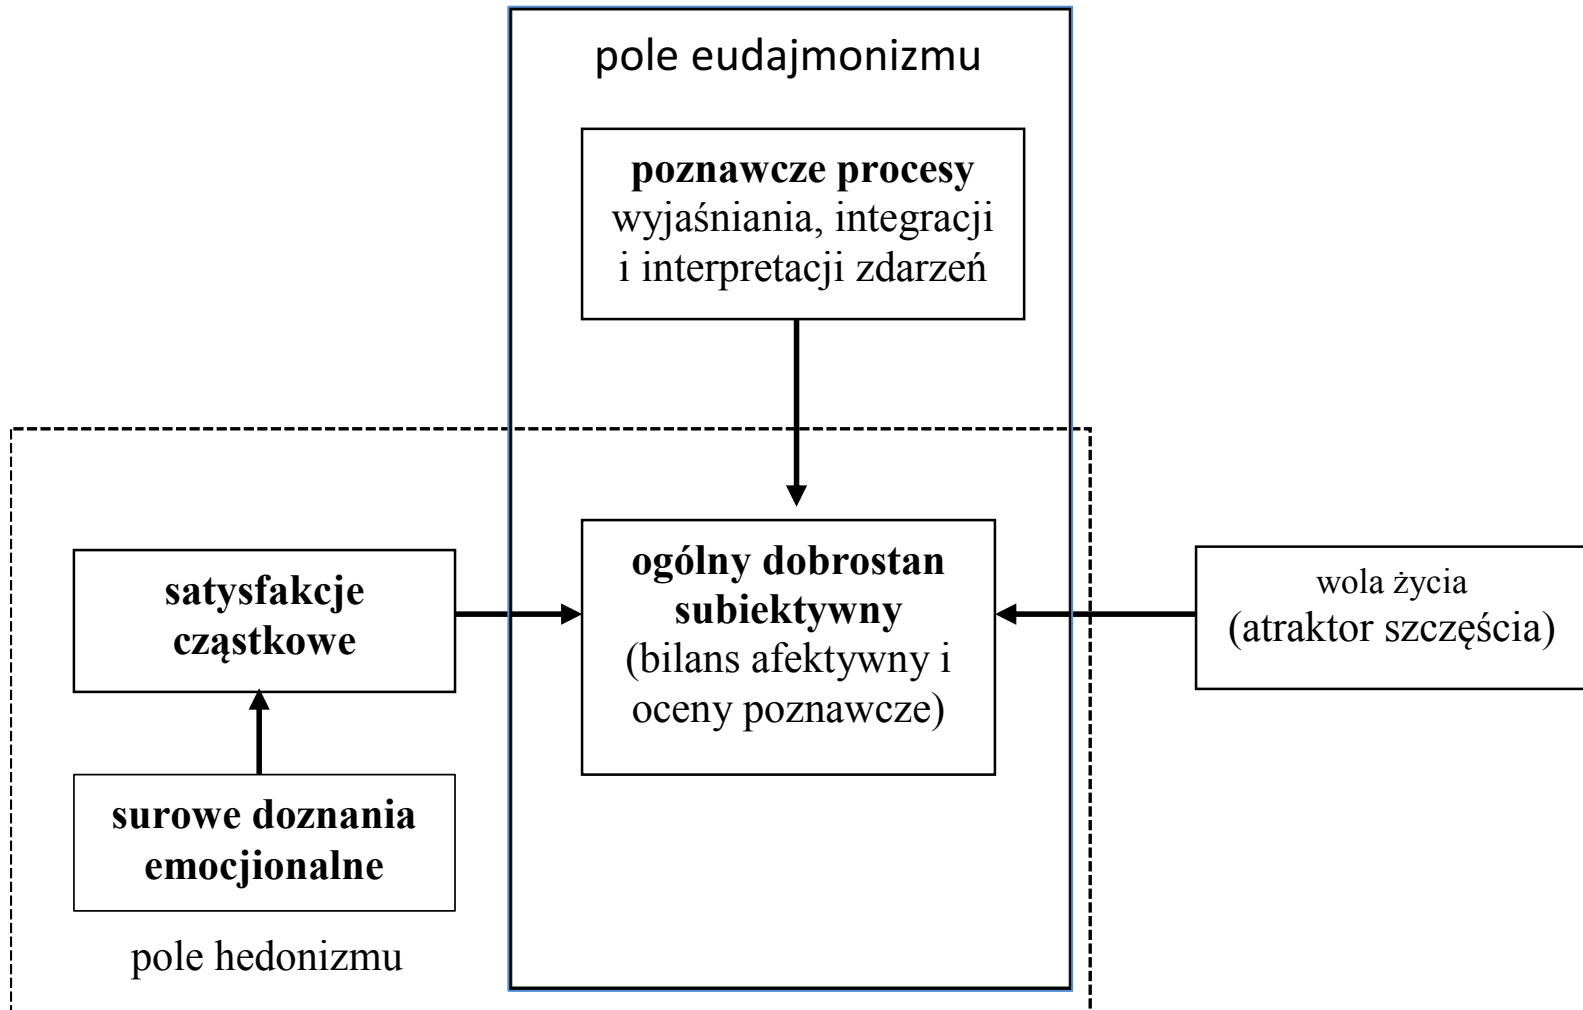 pole eudajmonizmu
poznawcze procesy
wyjaśniania, integracji
i interpretacji zdarzeń
satysfakcje
cząstkowe
ogólny dobrostan
subiektywny
(bilans afektywny i
oceny poznawcze)
wola życia
(atraktor szczęścia)
surowe doznania
emocjionalne
pole hedonizmu